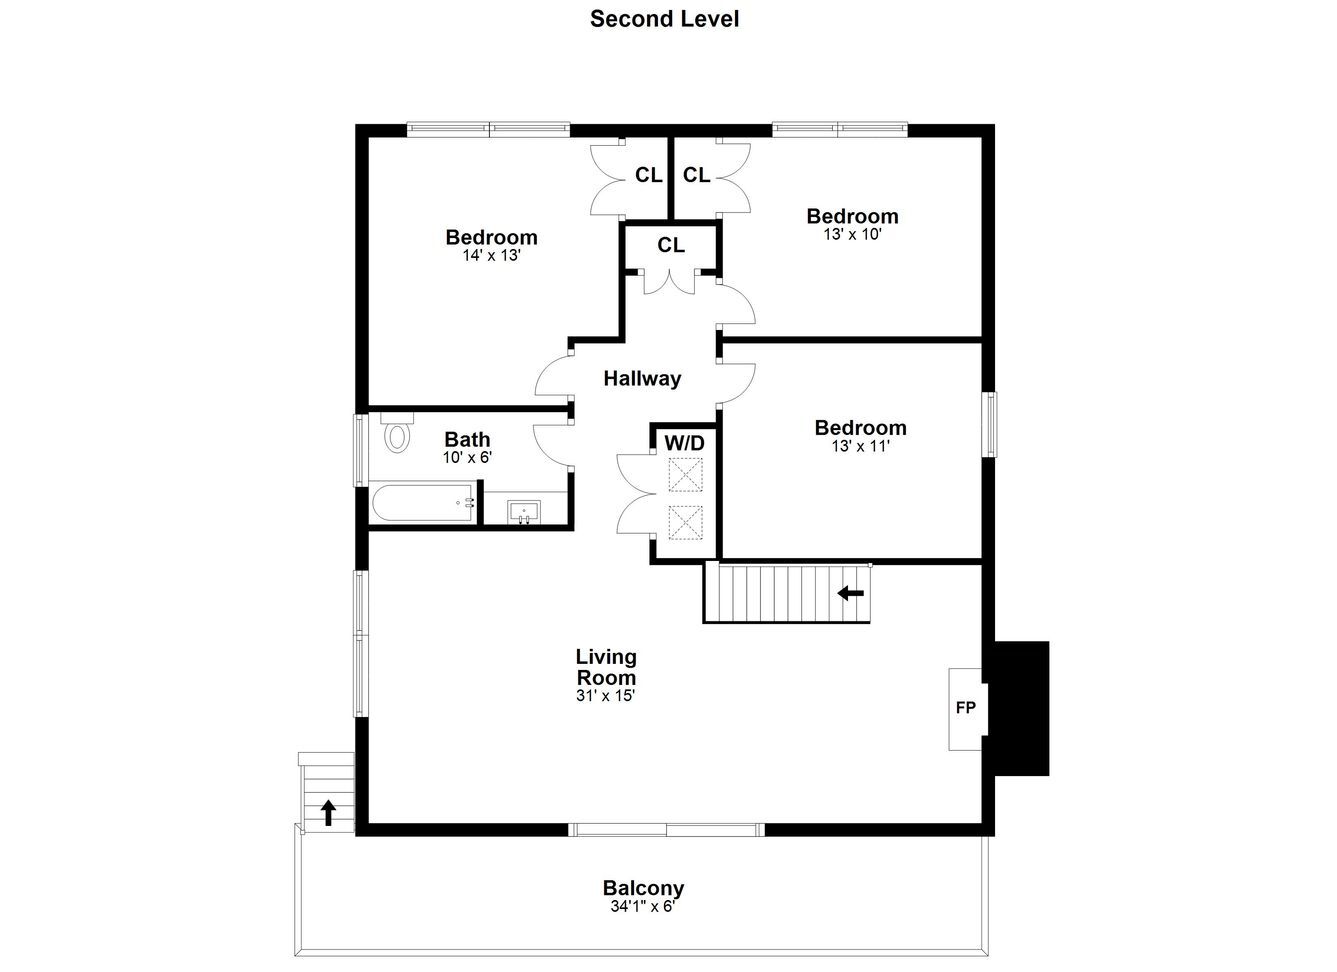 Second Level
CL
CL
Bedroom
14' x 13'
Bedroom
13' x 10'
CL
Hallway
Bedroom
13' x 11'
Bath
10' x 6'
W/D
Living
Room
31' x 15'
FP
Balcony
34'1" x 6'